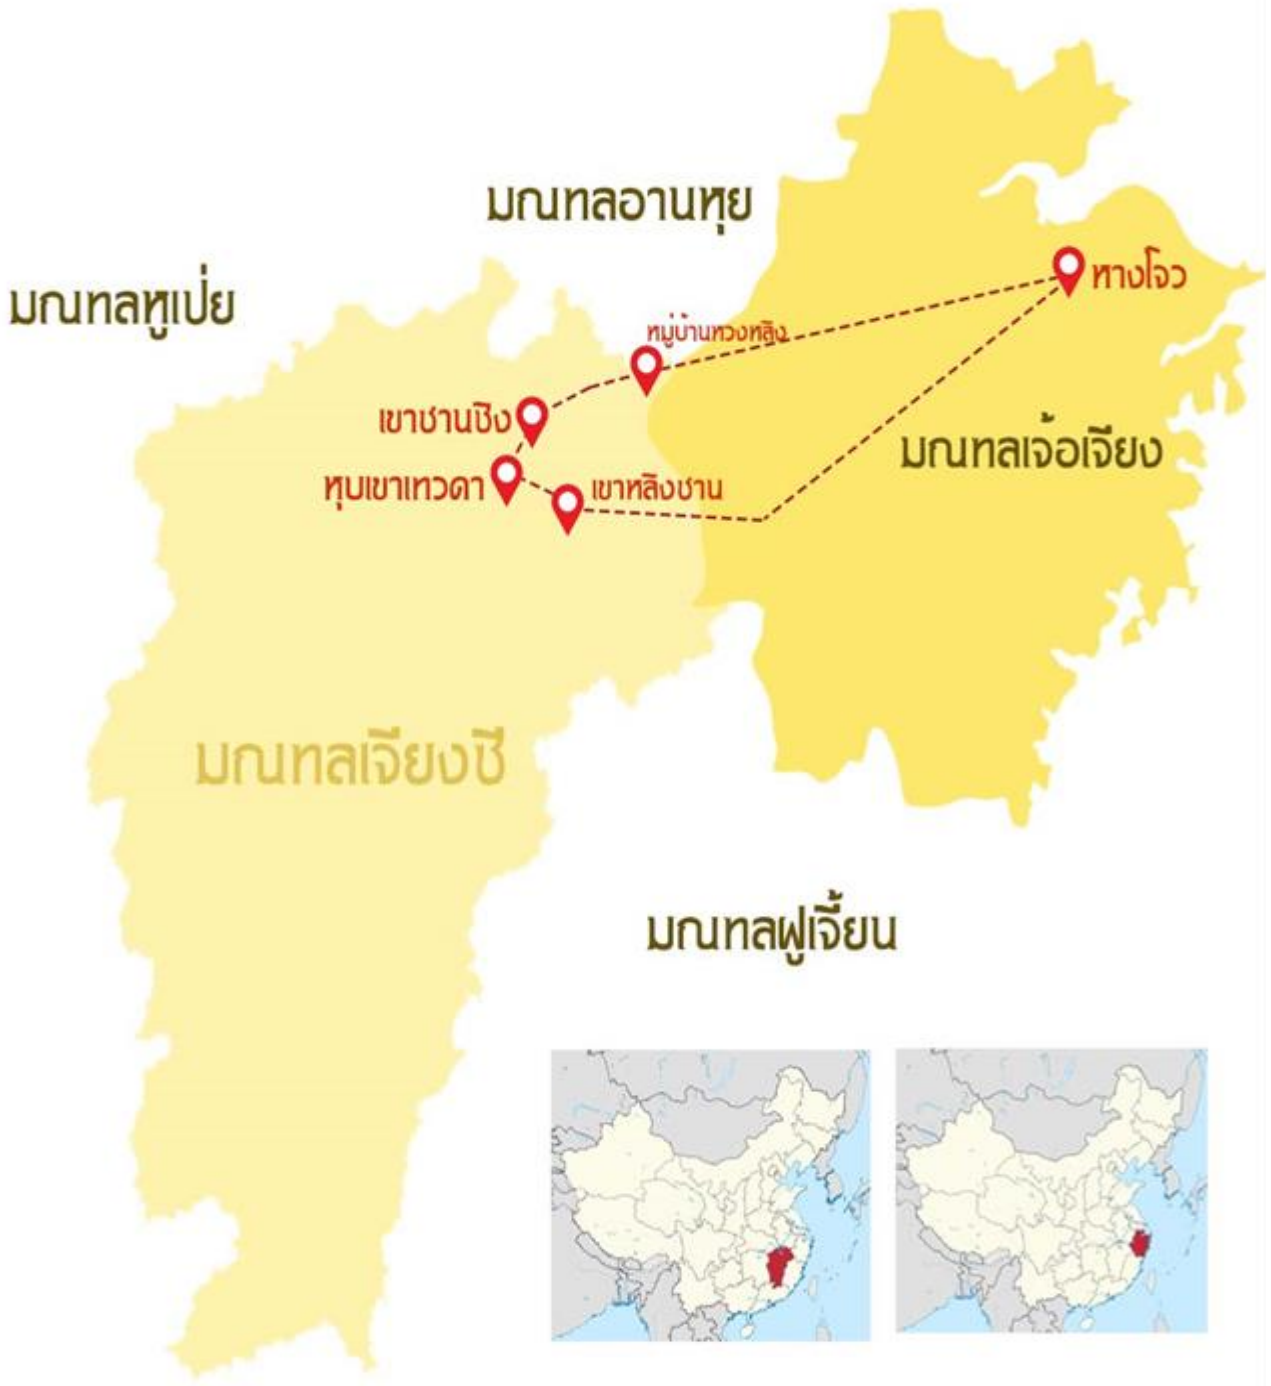 มณฑลอานหุย
มณฑลหูเป่ย
หางโจว
หมู่บ้านหวงหลิง
เขาซานชิง
มณฑลเจ้อเจียง
หุบเขาเทวดา
เขาหลิงซาน
มณฑลเจียงซี
มณฑลฝูเจี้ยน